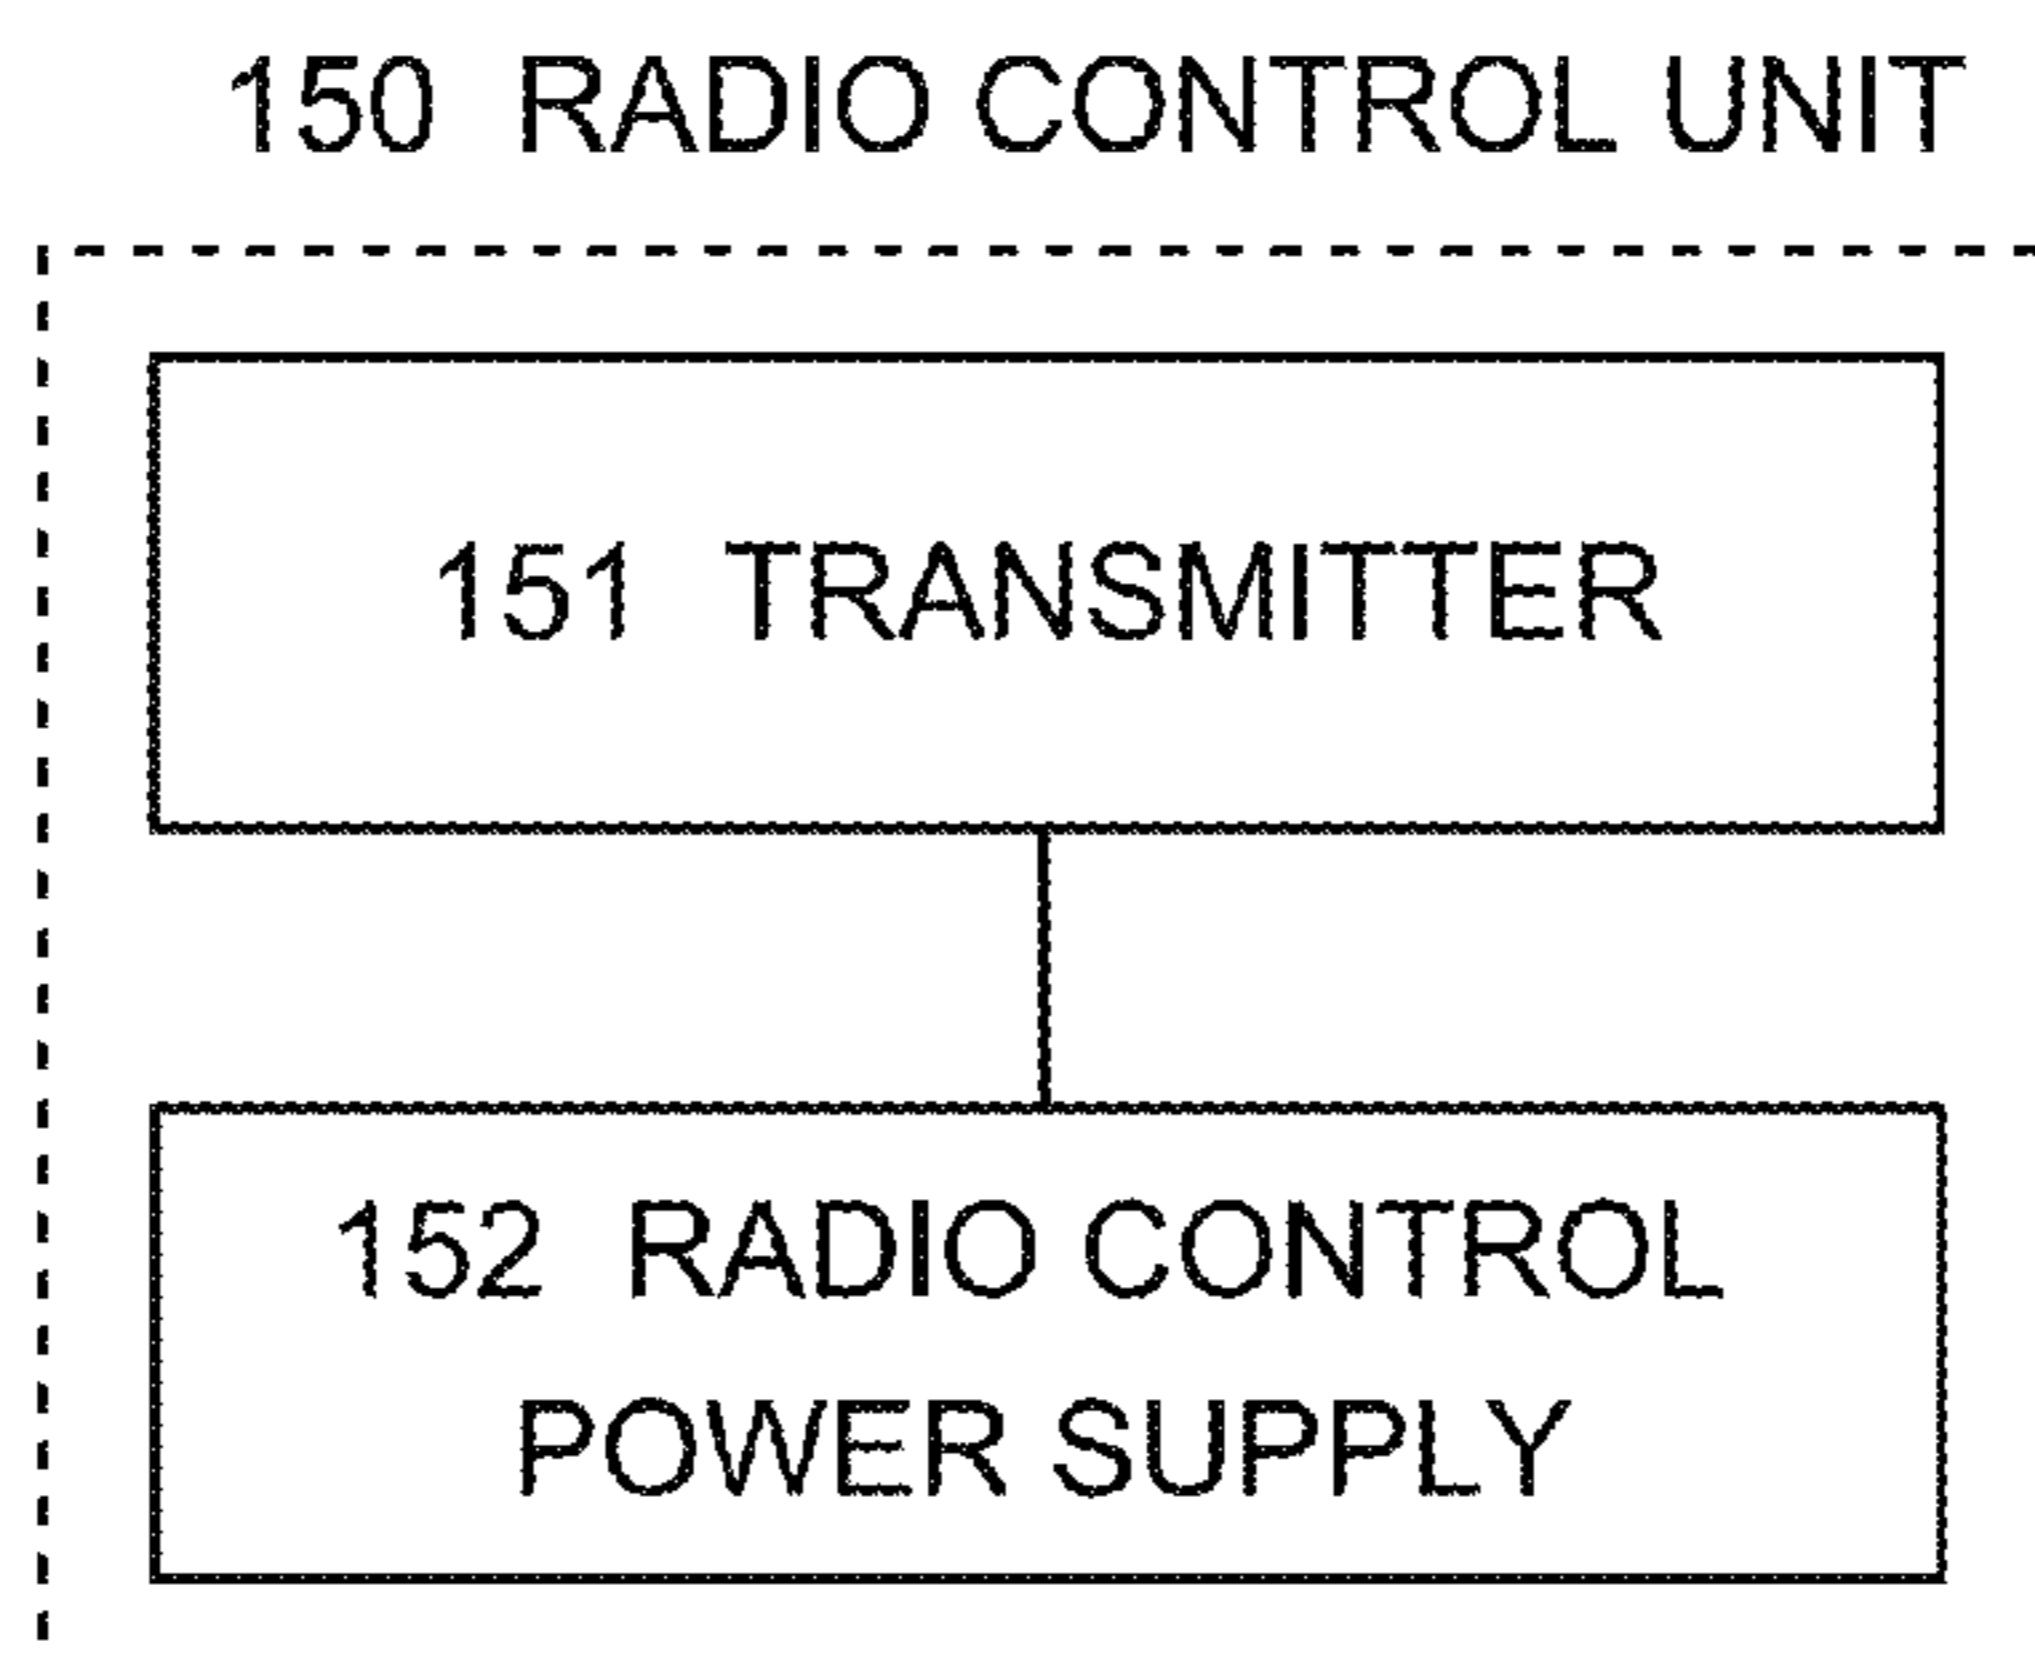 150 RADIO CONTROL UNIT
151 TRANSMITTER
152 RADIO CONTROL
POWER SUPPLY